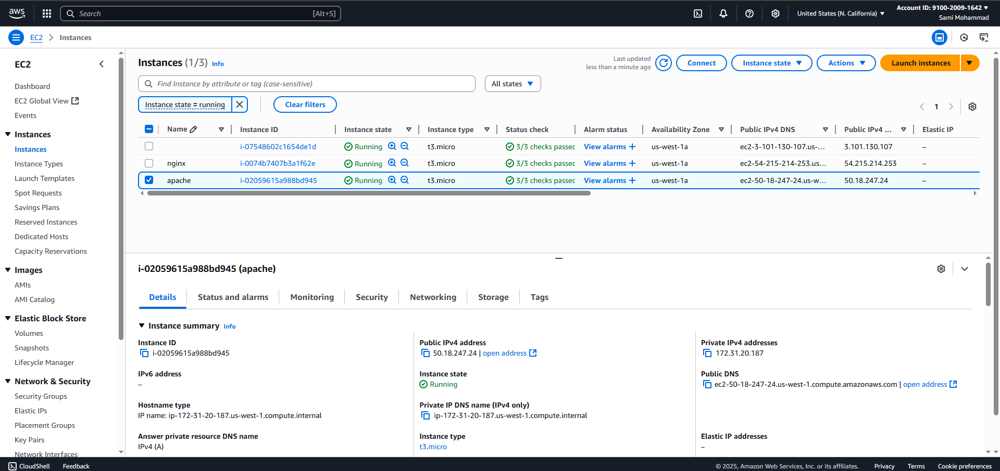 aws
Search [Alt+S]
United States (N. California)
Account ID: 9100-2009-1642
Sami Mohammad
EC2 Instances
EC2
Dashboard
EC2 Global View
Events
Instances
Instances
Instance Types
Launch Templates
Spot Requests
Savings Plans
Reserved Instances
Dedicated Hosts
Capacity Reservations
Images
AMIs
AMI Catalog
Elastic Block Store
Volumes
Snapshots
Lifecycle Manager
Network & Security
Security Groups
Elastic IPs
Placement Groups
Key Pairs
Network Interfaces
Instances (1/3) Info
Last updated
less than a minute ago
Connect Instance state Actions Launch instances
Find Instance by attribute or tag (case-sensitive) All states
Instance state = running Clear filters
1
Name Instance ID Instance state Instance type Status check Alarm status Availability Zone Public IPv4 DNS Public IPv4 ... Elastic IP
i-07548602c1654de1d Running t3.micro 3/3 checks passec View alarms + us-west-1a ec2-3-101-130-107.us-... 3.101.130.107 –
nginx i-0074b7407b3a1f62e Running t3.micro 3/3 checks passec View alarms + us-west-1a ec2-54-215-214-253.us... 54.215.214.253 –
apache i-02059615a988bd945 Running t3.micro 3/3 checks passec View alarms + us-west-1a ec2-50-18-247-24.us-w... 50.18.247.24 –
i-02059615a988bd945 (apache)
Details Status and alarms Monitoring Security Networking Storage Tags
Instance summary Info
Instance ID
i-02059615a988bd945
Public IPv4 address
50.18.247.24 | open address
Private IPv4 addresses
172.31.20.187
IPv6 address
–
Instance state
Running
Public DNS
ec2-50-18-247-24.us-west-1.compute.amazonaws.com | open address
Hostname type
IP name: ip-172-31-20-187.us-west-1.compute.internal
Private IP DNS name (IPv4 only)
ip-172-31-20-187.us-west-1.compute.internal
Answer private resource DNS name
IPv4 (A)
Instance type
t3.micro
Elastic IP addresses
–
CloudShell Feedback © 2025, Amazon Web Services, Inc. or its affiliates. Privacy Terms Cookie preferences